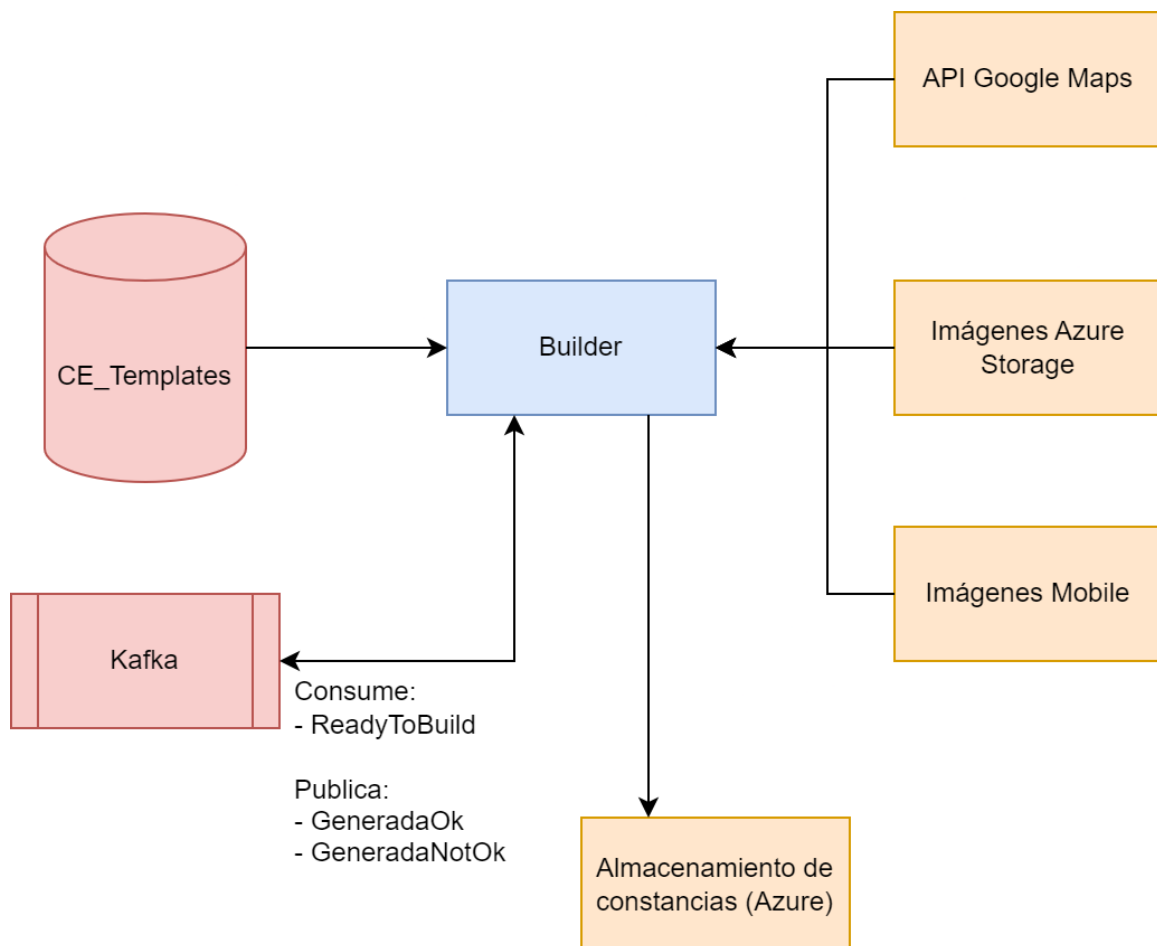 API Google Maps
CE_Templates
Builder
Imágenes Azure
Storage
Imágenes Mobile
Kafka
Consume:
- ReadyToBuild
Publica:
- GeneradaOk
- GeneradaNotOk
Almacenamiento de
constancias (Azure)